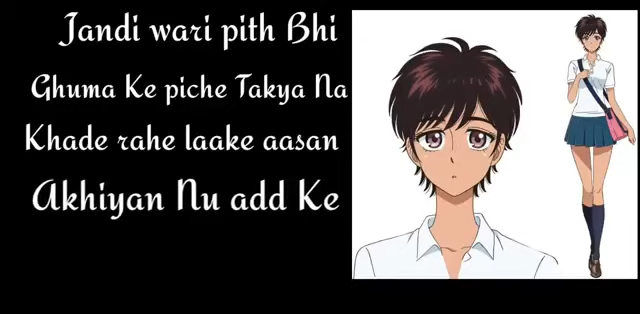 Jandi wari pith Bhi
Ghuma Ke piche Takya Na
Khade rahe laake aasan
Akhiyan Nu add Ke